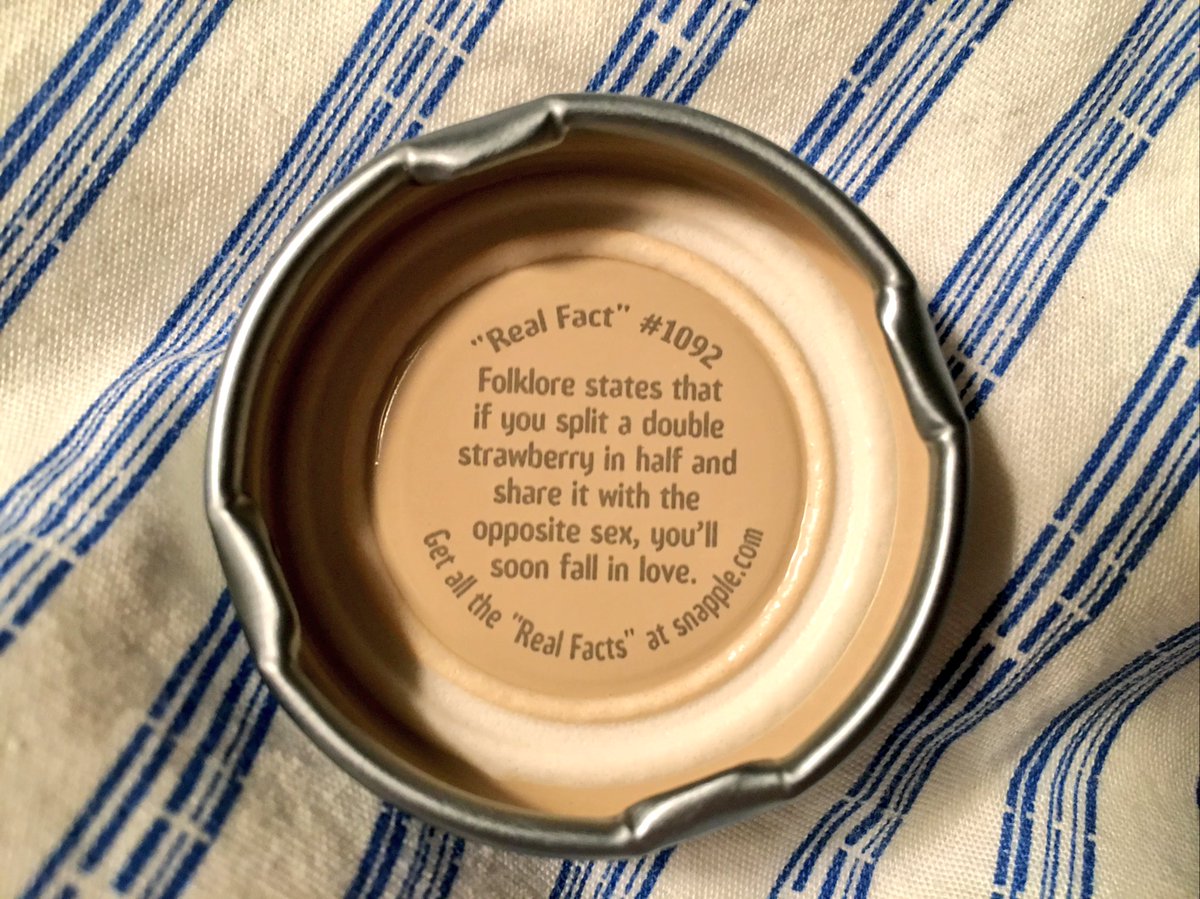 "Real Fact" #1092
Folklore states that
if you split a double
strawberry in half and
share it with the
opposite sex, you'll
soon fall in love.
Get all the "Real Facts" at snapple.com